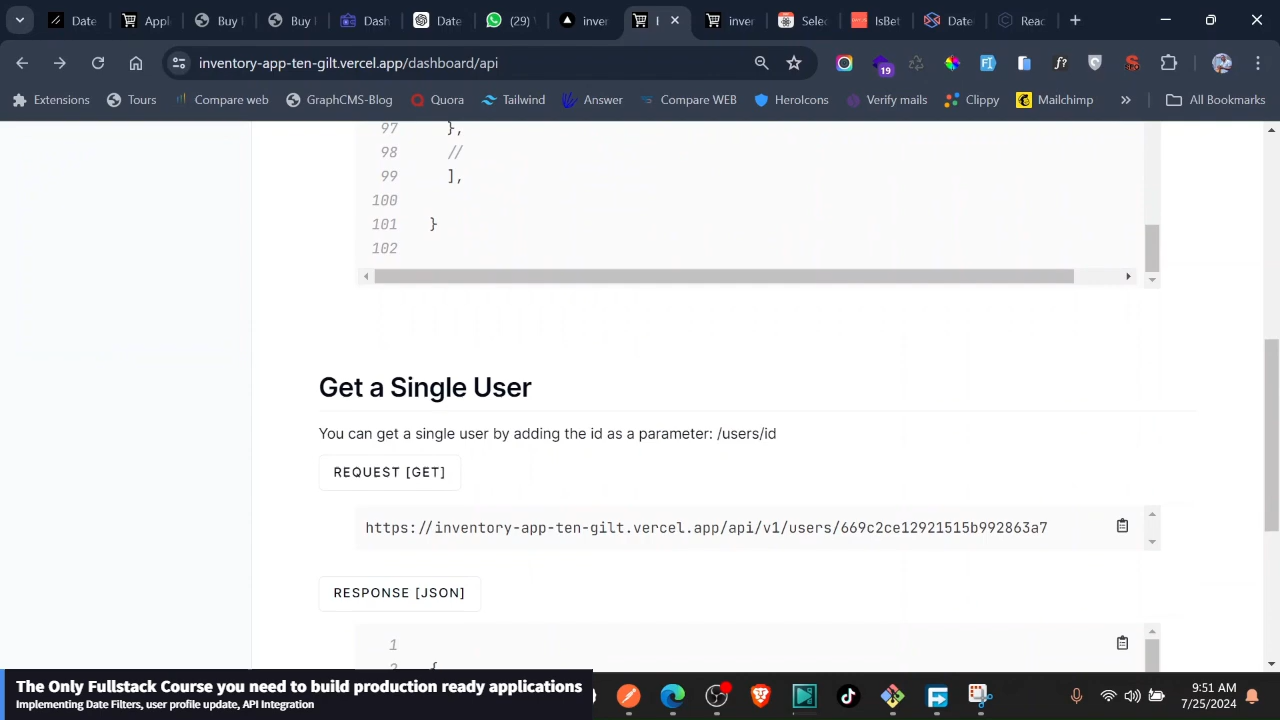 Date
Apple
Buy I
Buy I
Dash
Date
(29)
inver
inver
Selec
IsBet
Date
Reac
inventory-app-ten-gilt.vercel.app/dashboard/api
19
Extensions
Tours
Compare web
GraphCMS-Blog
Quora
Tailwind
Answer
Compare WEB
HeroIcons
Verify mails
Clippy
Mailchimp
All Bookmarks
97 },
98 //
99 ],
100
101 }
102
Get a Single User
You can get a single user by adding the id as a parameter: /users/id
REQUEST [GET]
https://inventory-app-ten-gilt.vercel.app/api/v1/users/669c2ce12921515b992863a7
RESPONSE [JSON]
1
2 {
The Only Fullstack Course you need to build production ready applications
Implementing Date Filters, user profile update, API Integration
9:51 AM
7/25/2024